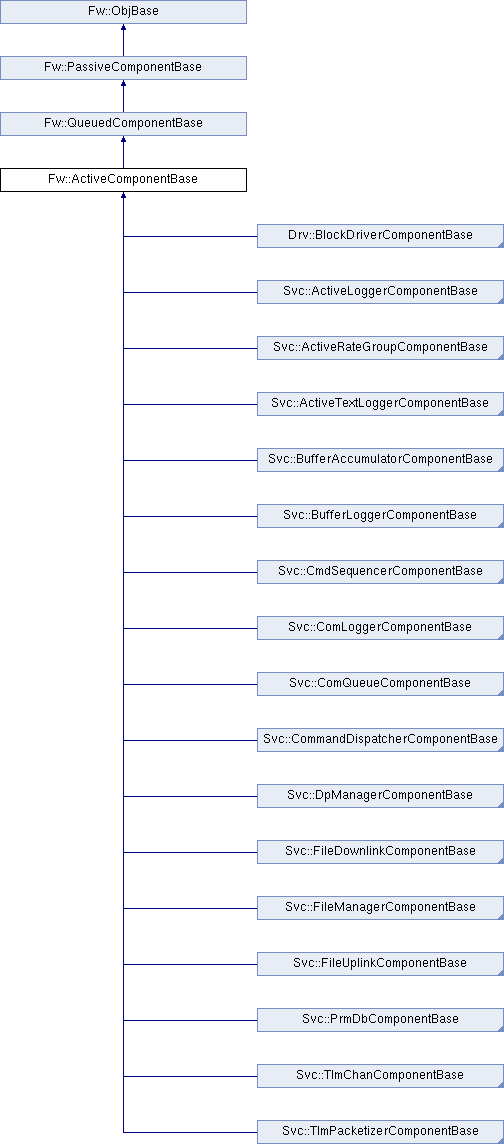 Fw::ObjBase
Fw::PassiveComponentBase
Fw::QueuedComponentBase
Fw::ActiveComponentBase
Drv::BlockDriverComponentBase
Svc::ActiveLoggerComponentBase
Svc::ActiveRateGroupComponentBase
Svc::ActiveTextLoggerComponentBase
Svc::BufferAccumulatorComponentBase
Svc::BufferLoggerComponentBase
Svc::CmdSequencerComponentBase
Svc::ComLoggerComponentBase
Svc::ComQueueComponentBase
Svc::CommandDispatcherComponentBase
Svc::DpManagerComponentBase
Svc::FileDownlinkComponentBase
Svc::FileManagerComponentBase
Svc::FileUplinkComponentBase
Svc::PrmDbComponentBase
Svc::TlmChanComponentBase
Svc::TlmPacketizerComponentBase